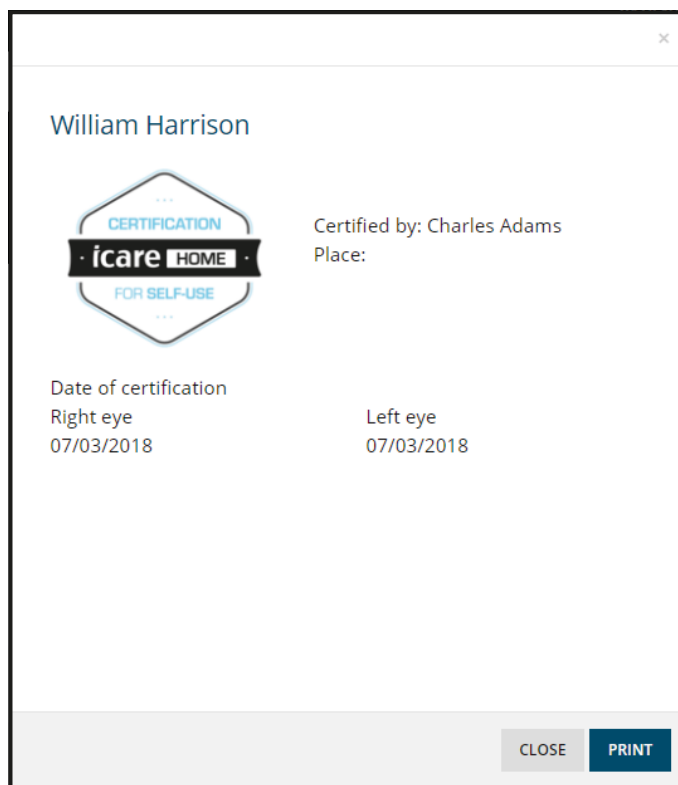 ×
William Harrison
CERTIFICATION
· icare HOME ·
FOR SELF-USE
Certified by: Charles Adams
Place:
Date of certification
Right eye Left eye
07/03/2018 07/03/2018
CLOSE PRINT